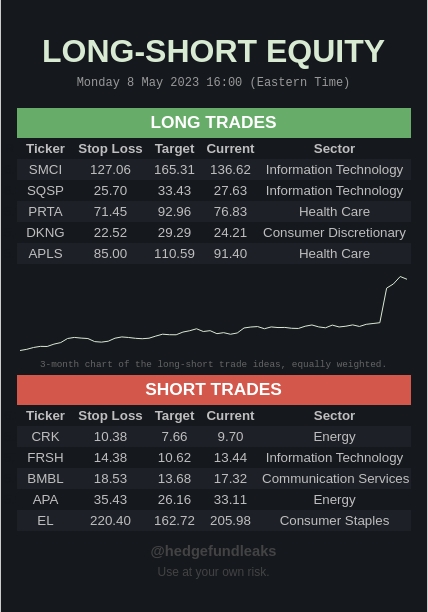 LONG-SHORT EQUITY
Monday 8 May 2023 16:00 (Eastern Time)
LONG TRADES
Ticker Stop Loss Target Current Sector
SMCI 127.06 165.31 136.62 Information Technology
SQSP 25.70 33.43 27.63 Information Technology
PRTA 71.45 92.96 76.83 Health Care
DKNG 22.52 29.29 24.21 Consumer Discretionary
APLS 85.00 110.59 91.40 Health Care
3-month chart of the long-short trade ideas, equally weighted.
SHORT TRADES
Ticker Stop Loss Target Current Sector
CRK 10.38 7.66 9.70 Energy
FRSH 14.38 10.62 13.44 Information Technology
BMBL 18.53 13.68 17.32 Communication Services
APA 35.43 26.16 33.11 Energy
EL 220.40 162.72 205.98 Consumer Staples
@hedgefundleaks
Use at your own risk.